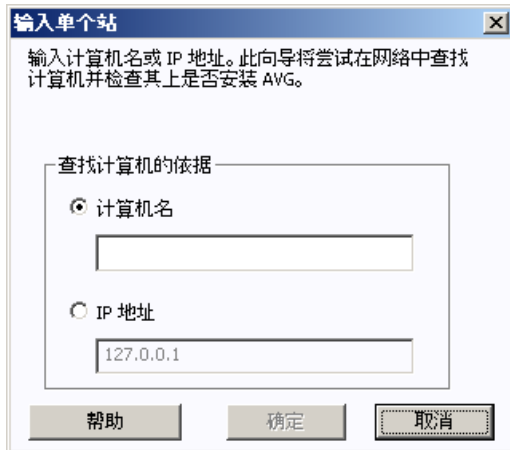 输入单个站
输入计算机名或 IP 地址。此向导将尝试在网络中查找
计算机并检查其上是否安装 AVG。
查找计算机的依据
计算机名
IP 地址
127.0.0.1
帮助
确定
取消